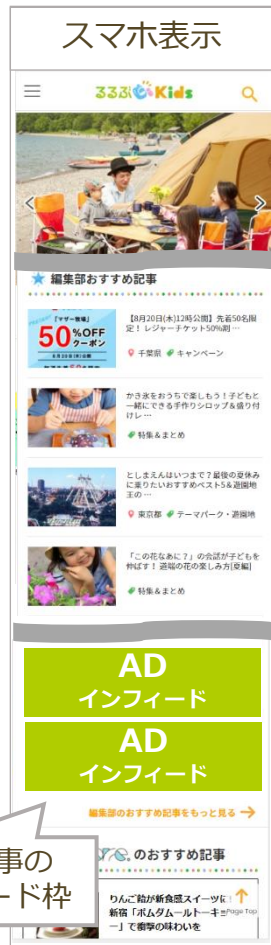 スマホ表示
るるぶKids
編集部おすすめ記事
「マザー牧場」
50%OFF
クーポン
【8月20日(木)12時公開】先着50名限
定！レジャーチケット50%割…
千葉県 キャンペーン
かき氷をおうちで楽しもう！子どもと
一緒にできる手作りシロップ＆盛り付
けレ…
特集＆まとめ
としまえんはいつまで？最後の夏休み
に乗りたいおすすめベスト5＆遊園地
王の…
東京都 テーマパーク・遊園地
「この花なあに？」の会話が子どもを
伸ばす！ 道端の花の楽しみ方[夏編]
特集＆まとめ
AD
インフィード
AD
インフィード
編集部のおすすめ記事をもっと見る
事の
ード枠
のおすすめ記事
りんご飴が新食感スイーツに！
新宿「ポムダムールトーキョ
ー」で衝撃の味わいを
Page Top